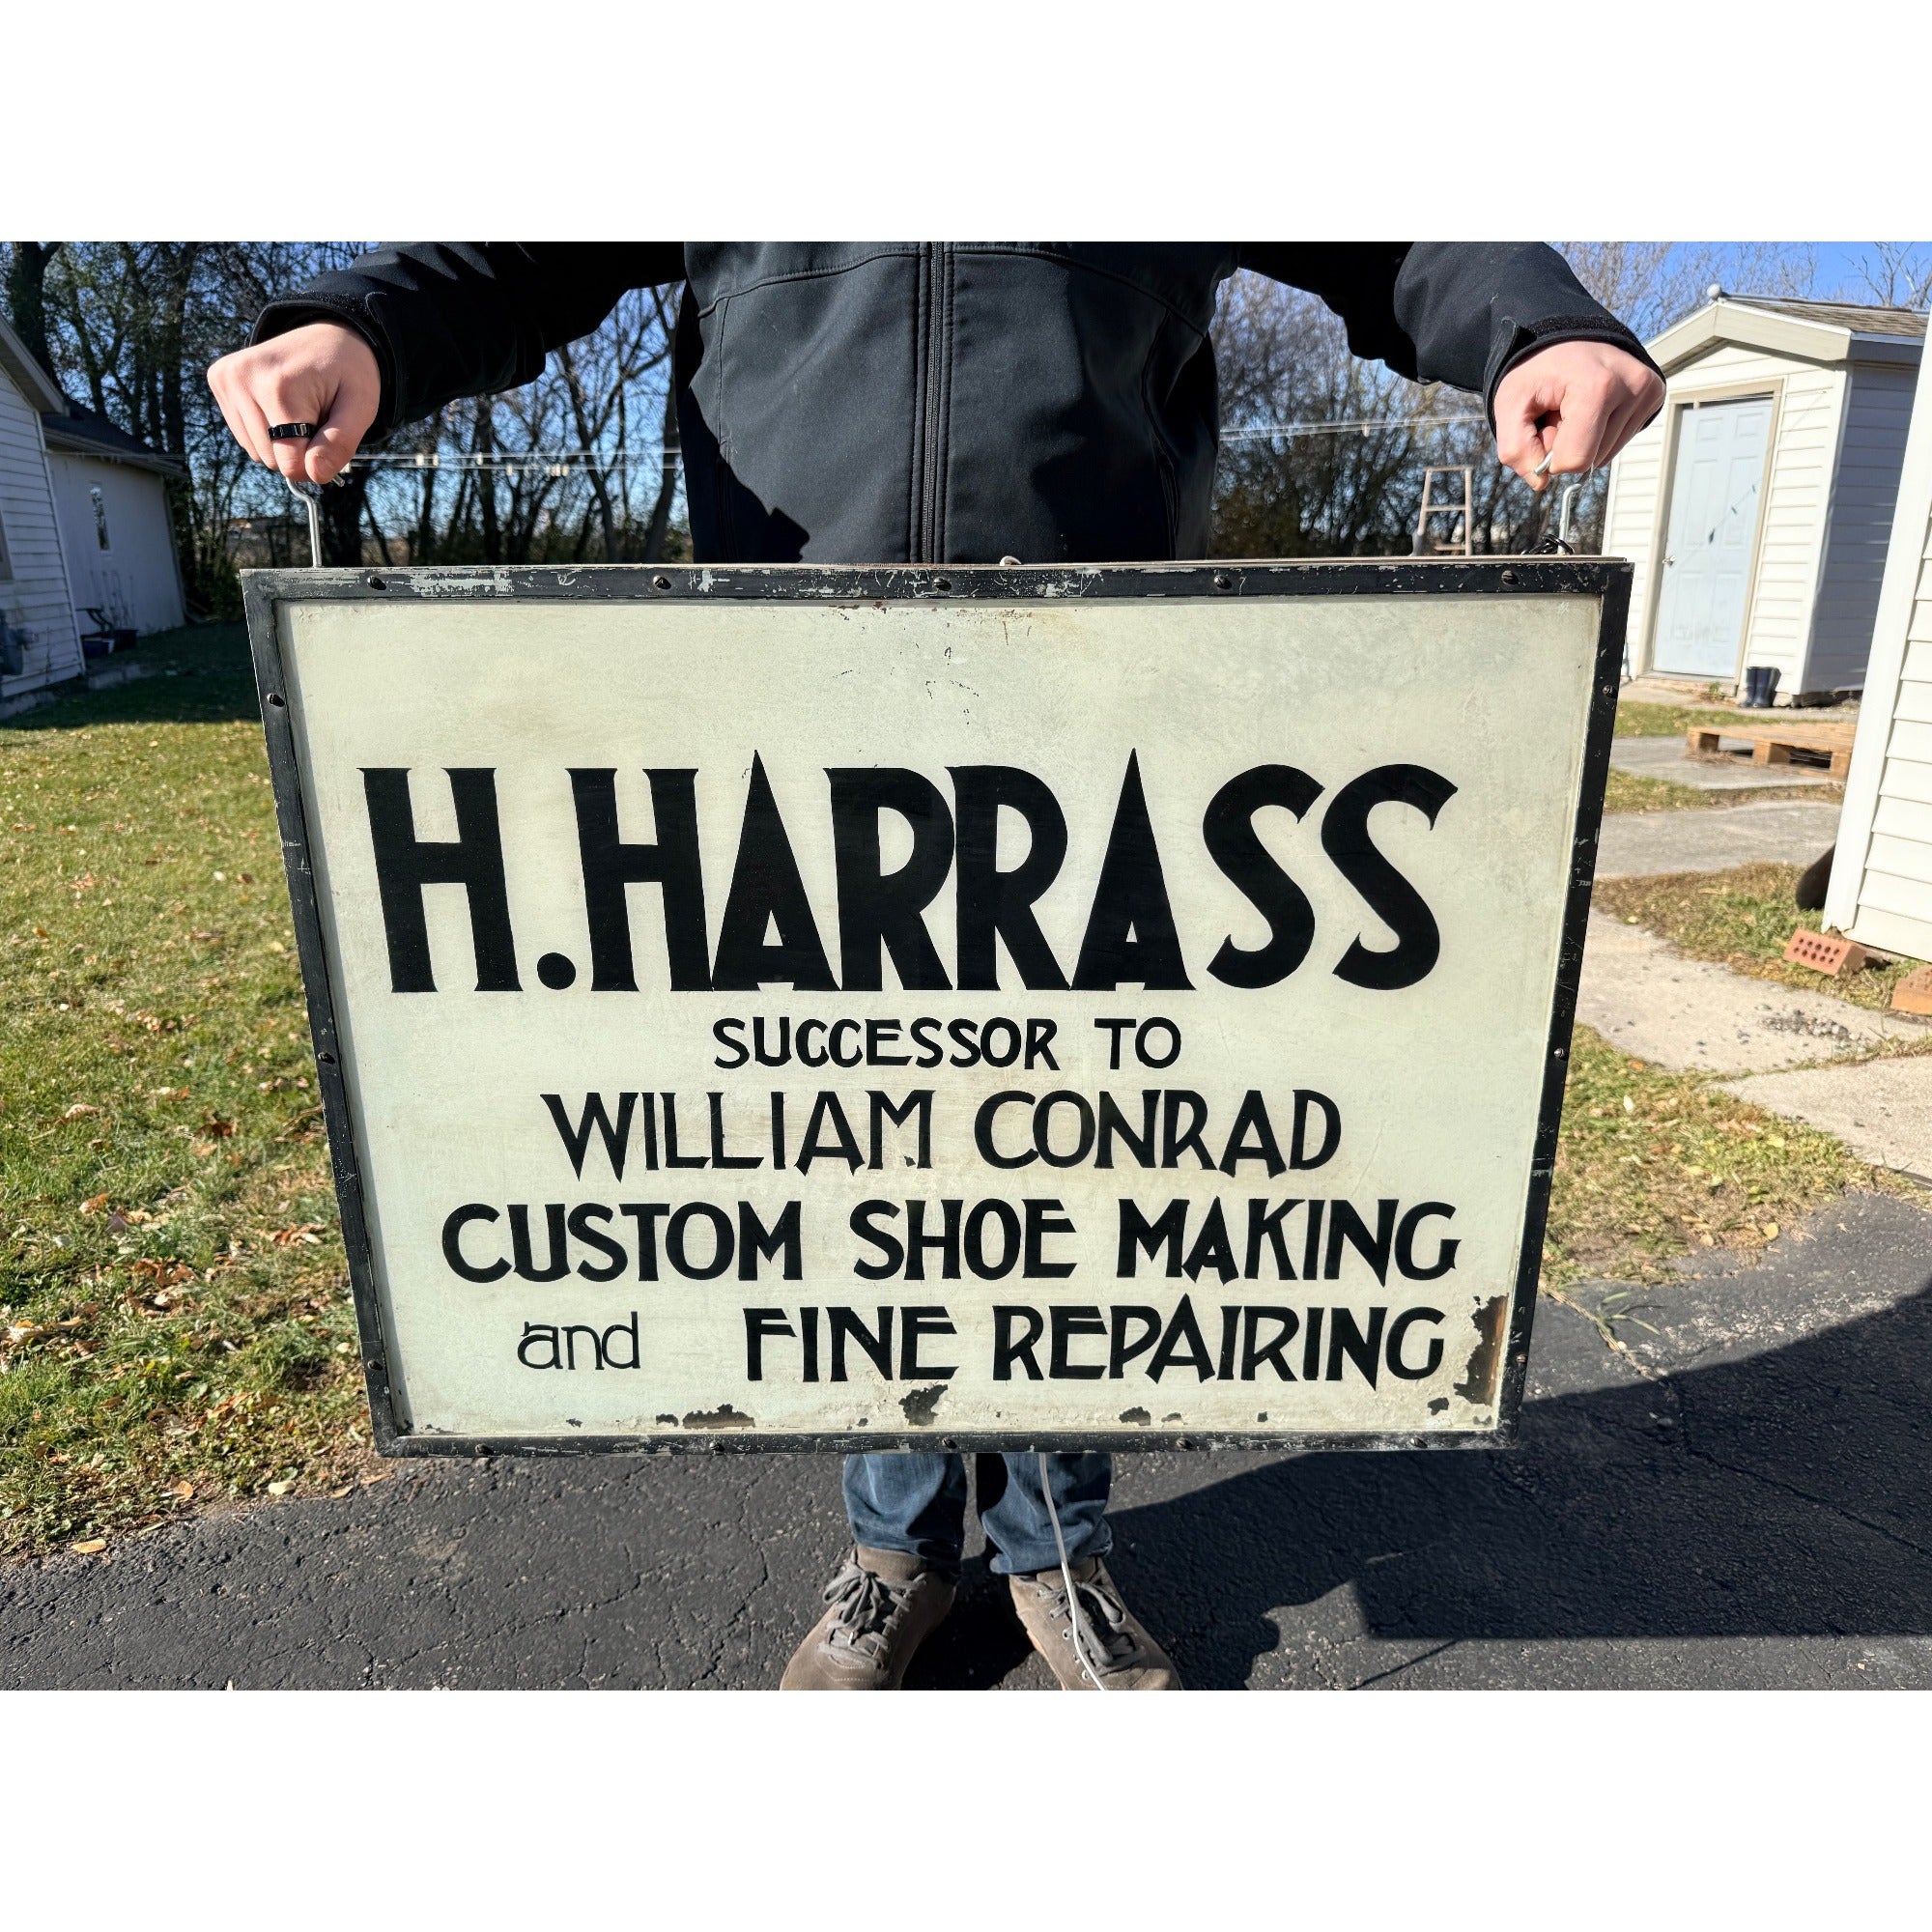 H. HARRASS
SUCCESSOR TO
WILLIAM CONRAD
CUSTOM SHOE MAKING
and FINE REPAIRING